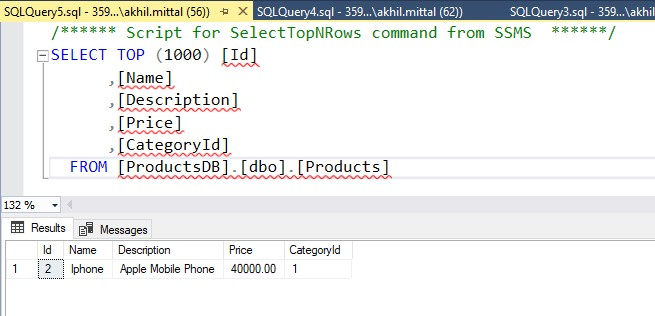 SQLQuery5.sql - 359...\akhil.mittal (56))* SQLQuery4.sql - 359...\akhil.mittal (62)) SQLQuery3.sql - 359...\akhil.m
/****** Script for SelectTopNRows command from SSMS ******/
SELECT TOP (1000) [Id]
,[Name]
,[Description]
,[Price]
,[CategoryId]
FROM [ProductsDB].[dbo].[Products]
132 %
Results Messages
Id Name Description Price CategoryId
1 2 Iphone Apple Mobile Phone 40000.00 1